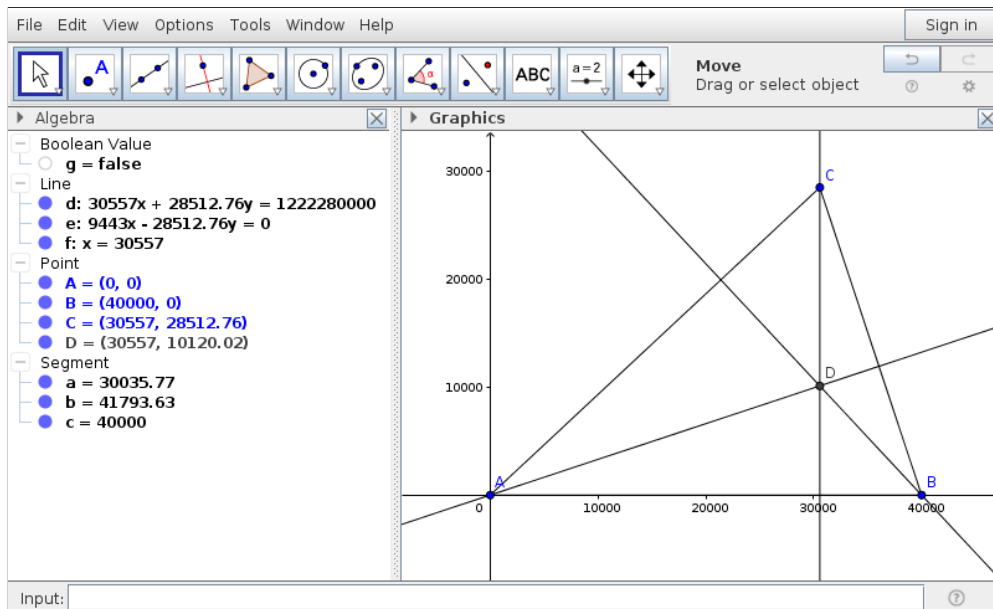 File Edit View Options Tools Window Help
Sign in
A
α
ABC
a=2
Move
Drag or select object
Algebra
Boolean Value
g = false
Line
d: 30557x + 28512.76y = 1222280000
e: 9443x - 28512.76y = 0
f: x = 30557
Point
A = (0, 0)
B = (40000, 0)
C = (30557, 28512.76)
D = (30557, 10120.02)
Segment
a = 30035.77
b = 41793.63
c = 40000
Graphics
30000
C
20000
D
10000
A
B
0 10000 20000 30000 40000
Input: